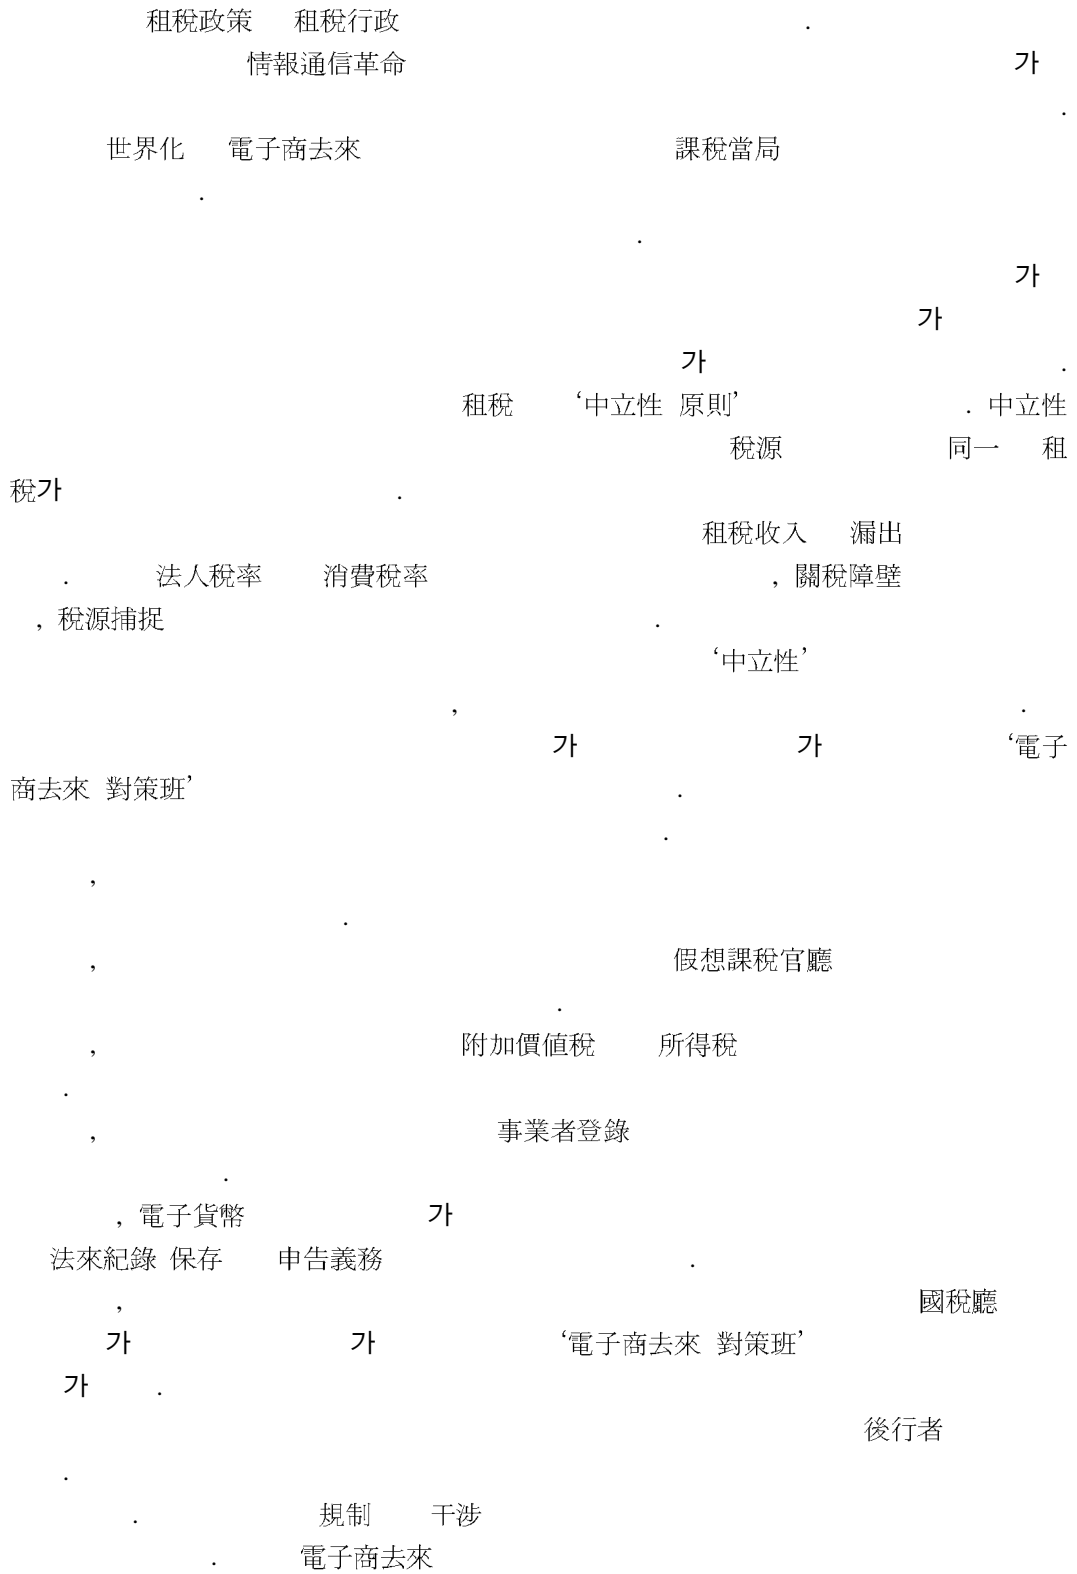 租稅政策 租稅行政 .
情報通信革命 가
.
世界化 電子商去來 課稅當局
.
.
가
가
가 .
租稅 ‘中立性 原則’ . 中立性
稅源 同一 租
稅가 .
租稅收入 漏出
. 法人稅率 消費稅率 , 關稅障壁
, 稅源捕捉 .
‘中立性’
, .
가 가 ‘電子
商去來 對策班’ .
.
,
.
, 假想課稅官廳
.
, 附加價値稅 所得稅
.
, 事業者登錄
.
, 電子貨幣 가
法來紀錄 保存 申告義務 .
, 國稅廳
가 가 ‘電子商去來 對策班’
가 .
後行者
.
. 規制 干涉
. 電子商去來